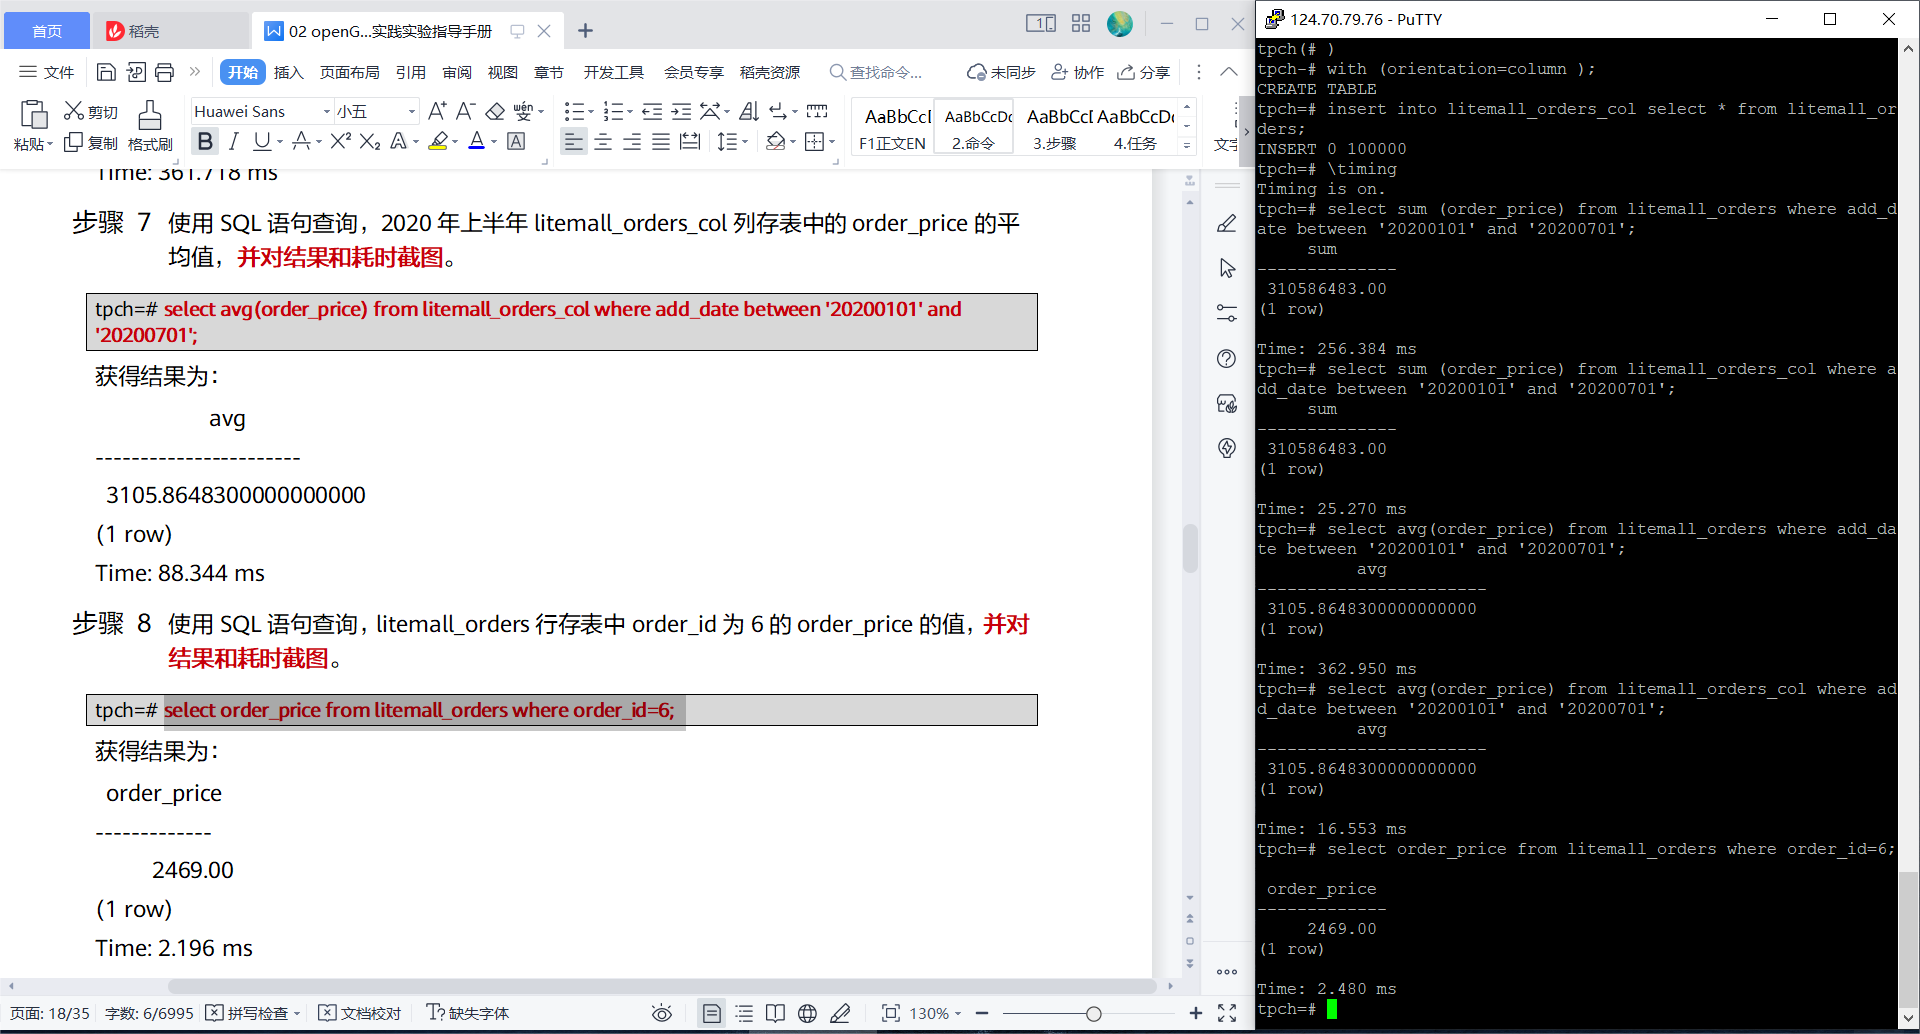 首页
稻壳
02 openG...实践实验指导手册
文件
开始
插入
页面布局
引用
审阅
视图
章节
开发工具
会员专享
稻壳资源
查找命令...
未同步
协作
分享
粘贴
剪切
复制
格式刷
Huawei Sans
小五
AaBbCcI
F1正文EN
AaBbCcDc
2.命令
AaBbCcI
3.步骤
AaBbCcDc
4.任务
Time: 361.718 ms
步骤 7 使用 SQL 语句查询，2020 年上半年 litemall_orders_col 列存表中的 order_price 的平
均值，并对结果和耗时截图。
tpch=# select avg(order_price) from litemall_orders_col where add_date between '20200101' and
'20200701';
获得结果为：
avg
-----------------------
3105.8648300000000000
(1 row)
Time: 88.344 ms
步骤 8 使用 SQL 语句查询，litemall_orders 行存表中 order_id 为 6 的 order_price 的值，并对
结果和耗时截图。
tpch=# select order_price from litemall_orders where order_id=6;
获得结果为：
order_price
-------------
2469.00
(1 row)
Time: 2.196 ms
页面: 18/35
字数: 6/6995
拼写检查
文档校对
缺失字体
130%
124.70.79.76 - PuTTY
tpch(# )
tpch-# with (orientation=column );
CREATE TABLE
tpch=# insert into litemall_orders_col select * from litemall_or
ders;
INSERT 0 100000
tpch=# \timing
Timing is on.
tpch=# select sum (order_price) from litemall_orders where add_d
ate between '20200101' and '20200701';
sum
--------------
310586483.00
(1 row)
Time: 256.384 ms
tpch=# select sum (order_price) from litemall_orders_col where a
dd_date between '20200101' and '20200701';
sum
--------------
310586483.00
(1 row)
Time: 25.270 ms
tpch=# select avg(order_price) from litemall_orders where add_da
te between '20200101' and '20200701';
avg
-----------------------
3105.8648300000000000
(1 row)
Time: 362.950 ms
tpch=# select avg(order_price) from litemall_orders_col where ad
d_date between '20200101' and '20200701';
avg
-----------------------
3105.8648300000000000
(1 row)
Time: 16.553 ms
tpch=# select order_price from litemall_orders where order_id=6;
order_price
-------------
2469.00
(1 row)
Time: 2.480 ms
tpch=#